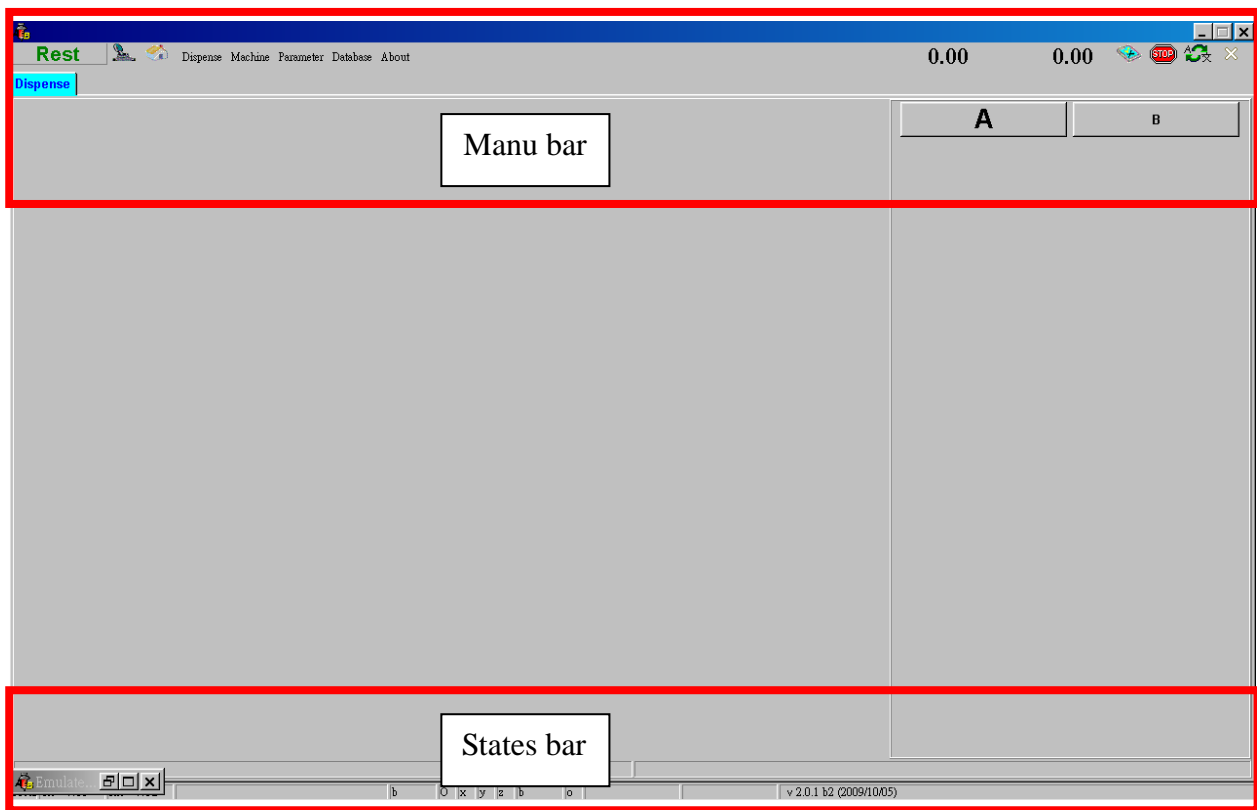 Rest Dispense Machine Parameter Database About 0.00 0.00 STOP
Dispense
A B
Manu bar
States bar
Emulate...
b O x y z b o v 2.0.1 b2 (2009/10/05)